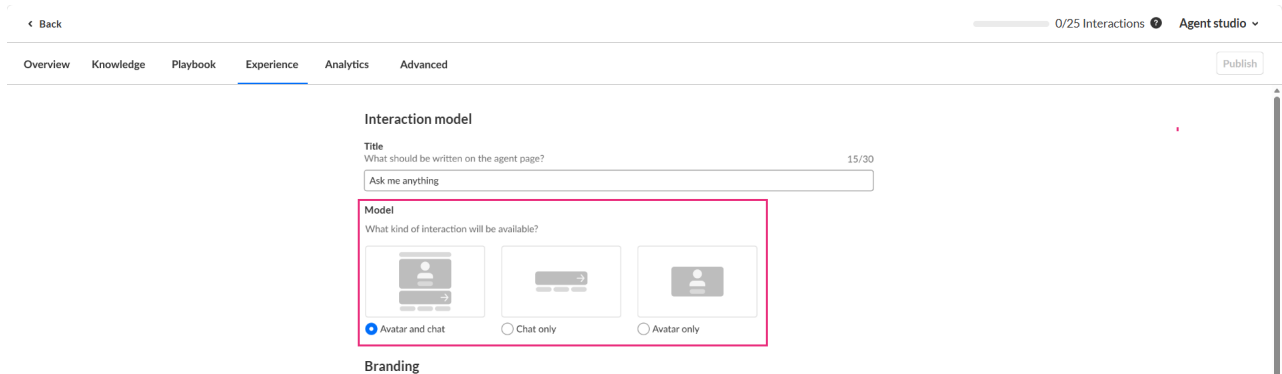 Back
0/25 Interactions ?
Agent studio
Overview Knowledge Playbook Experience Analytics Advanced
Publish
Interaction model
Title
What should be written on the agent page? 15/30
Ask me anything
Model
What kind of interaction will be available?
Avatar and chat Chat only Avatar only
Branding